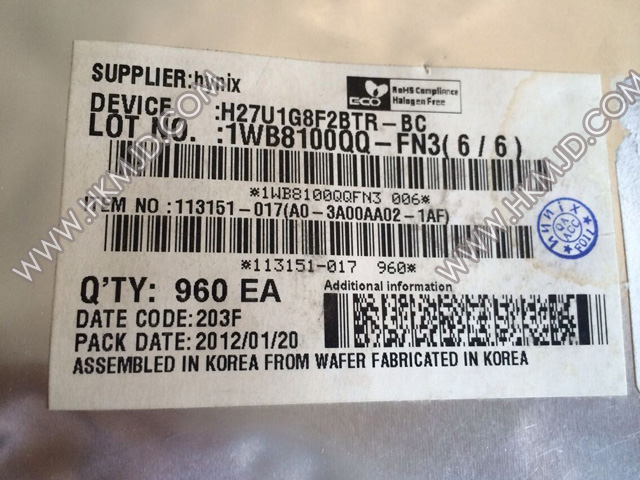 SUPPLIER:hynix
ECO
RoHS Compliance
Halogen Free
DEVICE :H27U1G8F2BTR-BC
LOT NO. :1WB8100QQ-FN3(6/6)
*1WB8100QQFN3 006*
ITEM NO :113151-017(A0-3A00AA02-1AF)
*113151-017 960*
Q'TY: 960 EA
Additional information
DATE CODE:203F
PACK DATE:2012/01/20
ASSEMBLED IN KOREA FROM WAFER FABRICATED IN KOREA
WWW.HKMJD.COM
WWW.HKMJD.COM
WWW.HKMJD.COM